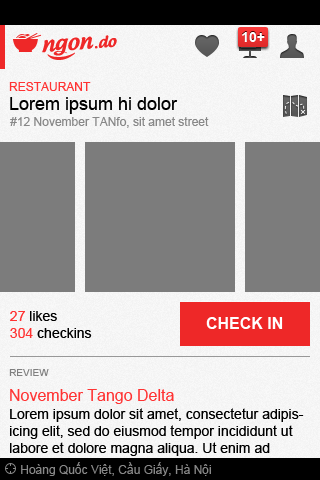 ngon.do
10+
RESTAURANT
Lorem ipsum hi dolor
#12 November TANfo, sit amet street
27 likes
304 checkins
CHECK IN
REVIEW
November Tango Delta
Lorem ipsum dolor sit amet, consectetur adipis-
icing elit, sed do eiusmod tempor incididunt ut
labore et dolore magna aliqua. Ut enim ad
Hoàng Quốc Việt, Cầu Giấy, Hà Nội